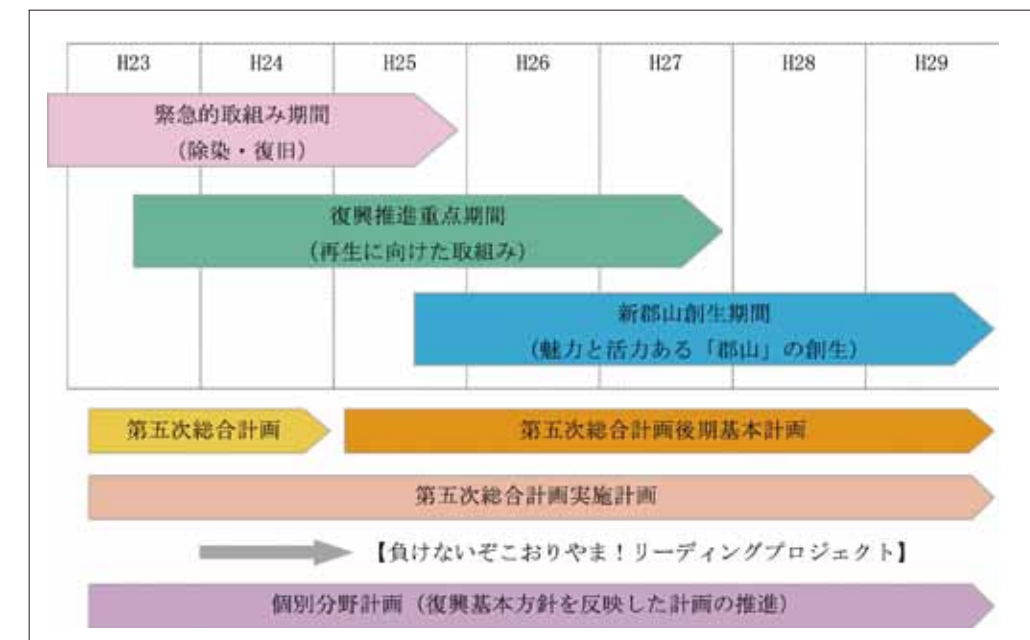 H23 H24 H25 H26 H27 H28 H29
緊急的取組み期間
（除染・復旧）
復興推進重点期間
（再生に向けた取組み）
新郡山創生期間
（魅力と活力ある「郡山」の創生）
第五次総合計画 第五次総合計画後期基本計画
第五次総合計画実施計画
【負けないぞこおりやま！リーディングプロジェクト】
個別分野計画（復興基本方針を反映した計画の推進）